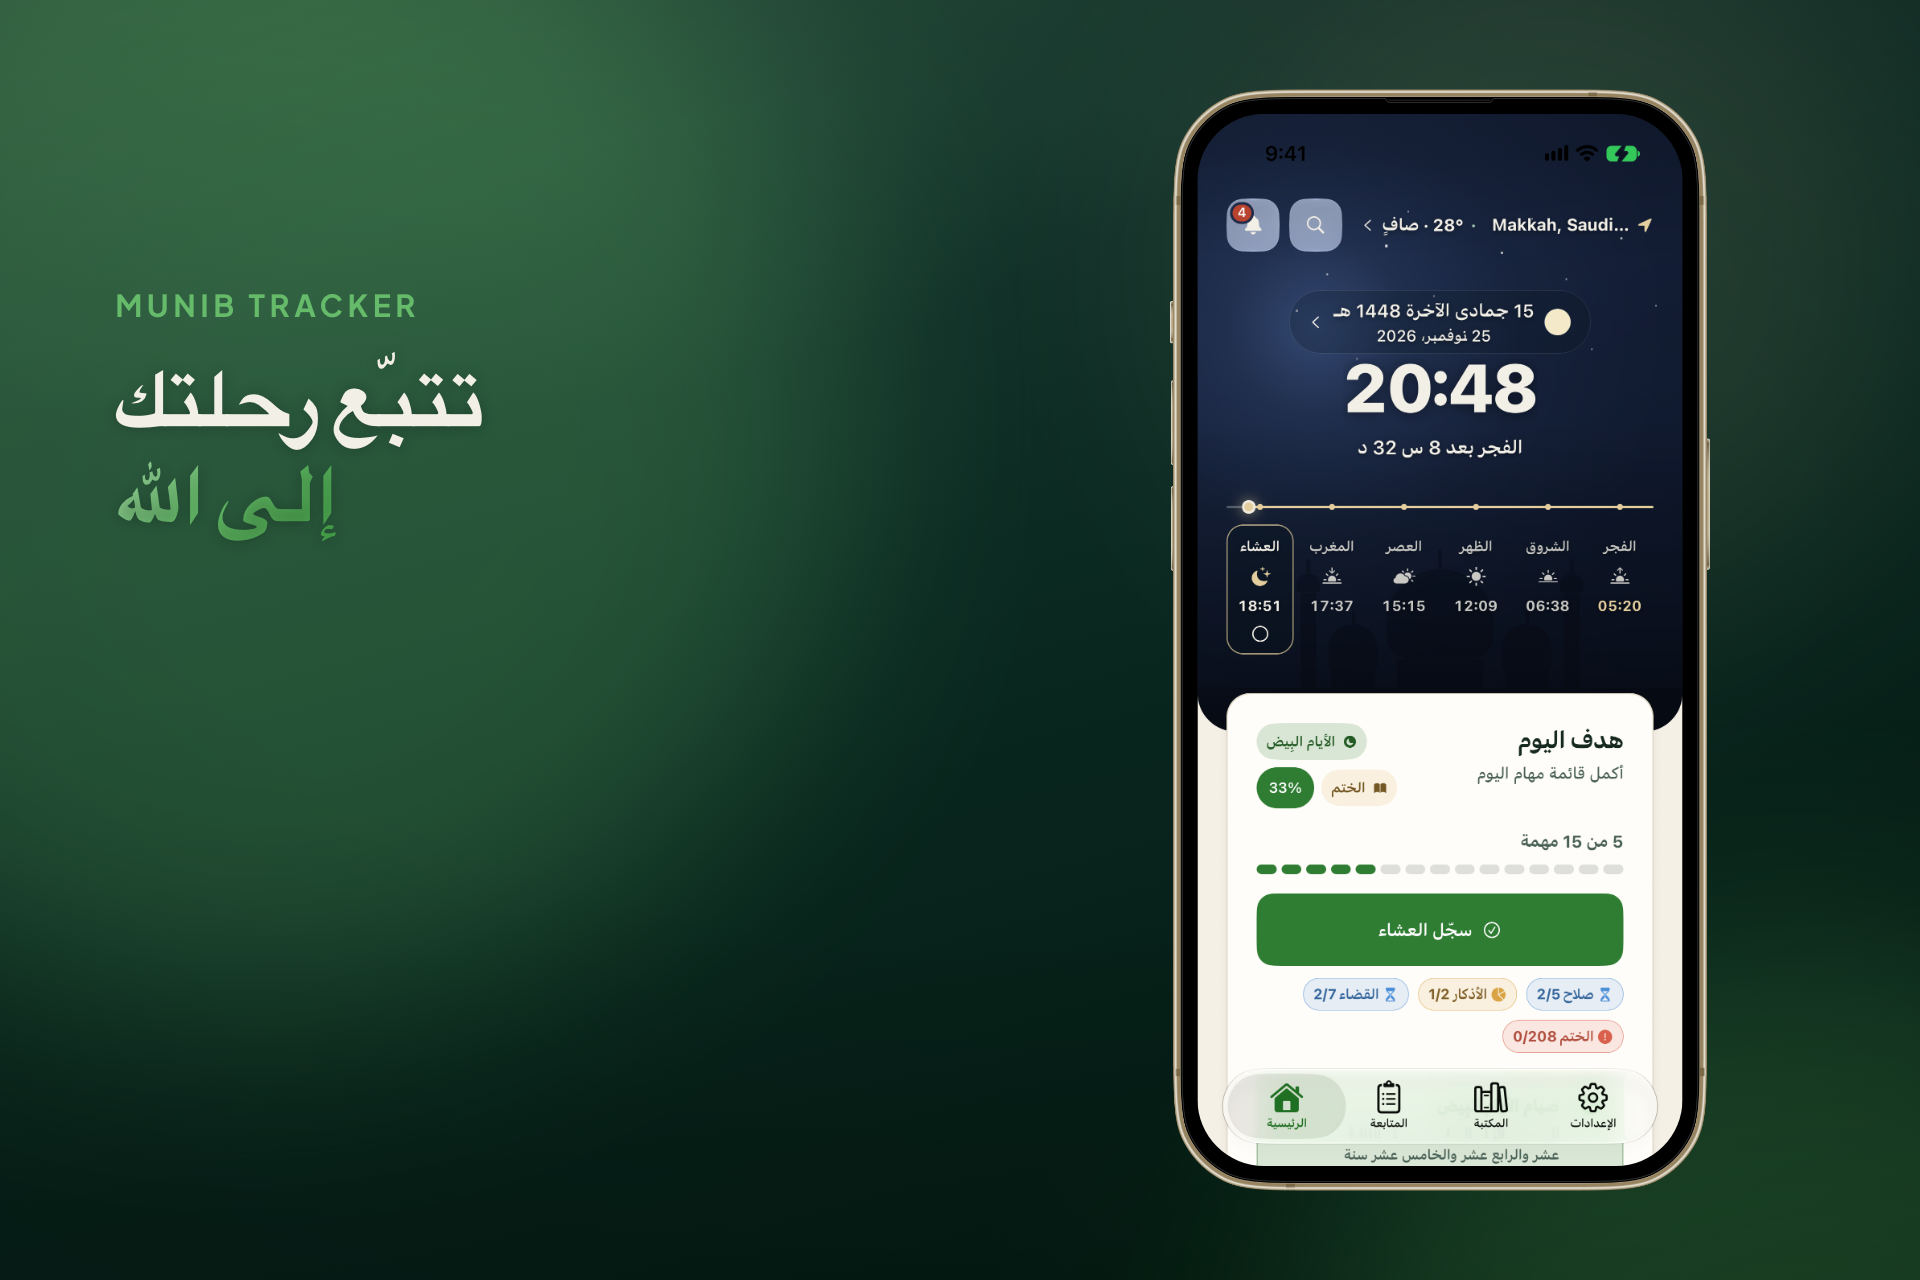 MUNIB TRACKER
تتبّع رحلتك
إلى الله
9:41
Makkah, Saudi... · 28° · صافٍ
4
15 جمادى الآخرة 1448 هـ
25 نوفمبر، 2026
20:48
الفجر بعد 8 س 32 د
الفجر الشروق الظهر العصر المغرب العشاء
05:20 06:38 12:09 15:15 17:37 18:51
هدف اليوم
الأيام البيض
أكمل قائمة مهام اليوم
الختم 33%
5 من 15 مهمة
سجّل العشاء
صلاح 2/5 الأذكار 1/2 القضاء 2/7
الختم 0/208
الإعدادات المكتبة المتابعة الرئيسية
عشر والرابع عشر والخامس عشر سنة